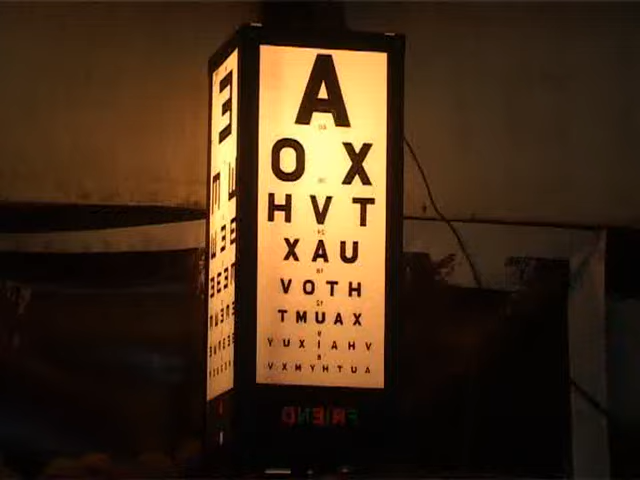 A
O X
H V T
X A U
V O T H
T M U A X
Y U X I A H V
V X M Y H T U A
FRIEND